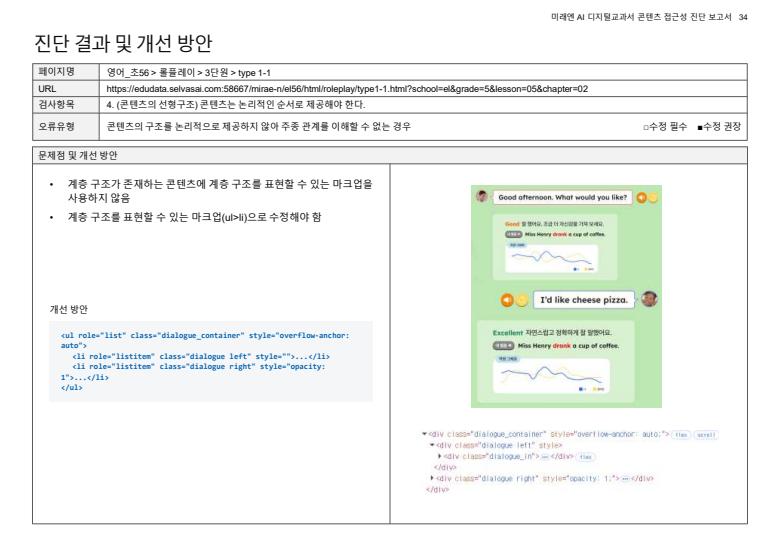 미래엔 AI 디지털교과서 콘텐츠 접근성 진단 보고서 34
진단 결과 및 개선 방안
페이지명 영어_초56 > 롤플레이 > 3단원 > type 1-1
URL https://edudata.selvasai.com:58667/mirae-n/el56/html/roleplay/type1-1.html?school=el&grade=5&lesson=05&chapter=02
검사항목 4. (콘텐츠의 선형구조) 콘텐츠는 논리적인 순서로 제공해야 한다.
오류유형 콘텐츠의 구조를 논리적으로 제공하지 않아 주종 관계를 이해할 수 없는 경우 □수정 필수 ■수정 권장
문제점 및 개선 방안
• 계층 구조가 존재하는 콘텐츠에 계층 구조를 표현할 수 있는 마크업을
사용하지 않음
• 계층 구조를 표현할 수 있는 마크업(ul>li)으로 수정해야 함
개선 방안
<ul role="list" class="dialogue_container" style="overflow-anchor:
auto">
<li role="listitem" class="dialogue left" style="">...</li>
<li role="listitem" class="dialogue right" style="opacity:
1">...</li>
</ul>
Good afternoon. What would you like?
Good 잘 했어요. 조금 더 자신감을 가져 보세요.
Miss Henry drank a cup of coffee.
I'd like cheese pizza.
Excellent 자연스럽고 정확하게 잘 말했어요.
Miss Henry drank a cup of coffee.
▼<div class="dialogue_container" style="overflow-anchor: auto;"> flex scroll
▼<div class="dialogue left" style>
▶<div class="dialogue_in">⋯</div> flex
</div>
▶<div class="dialogue right" style="opacity: 1;">⋯</div>
</div>